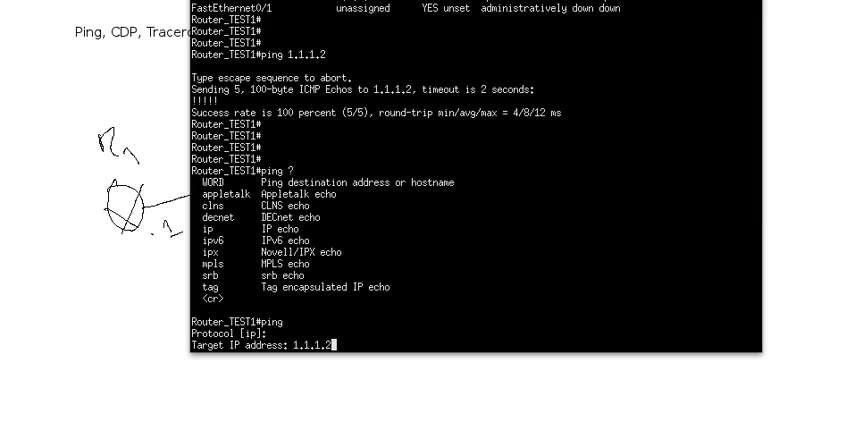 FastEthernet0/1 unassigned YES unset administratively down down
Router_TEST1#
Router_TEST1#
Router_TEST1#
Router_TEST1#ping 1.1.1.2
Type escape sequence to abort.
Sending 5, 100-byte ICMP Echos to 1.1.1.2, timeout is 2 seconds:
!!!!!
Success rate is 100 percent (5/5), round-trip min/avg/max = 4/8/12 ms
Router_TEST1#
Router_TEST1#
Router_TEST1#
Router_TEST1#
Router_TEST1#ping ?
WORD Ping destination address or hostname
appletalk Appletalk echo
clns CLNS echo
decnet DECnet echo
ip IP echo
ipv6 IPv6 echo
ipx Novell/IPX echo
mpls MPLS echo
srb srb echo
tag Tag encapsulated IP echo
<cr>
Router_TEST1#ping
Protocol [ip]:
Target IP address: 1.1.1.2
Ping, CDP, Tracero
R1
.1